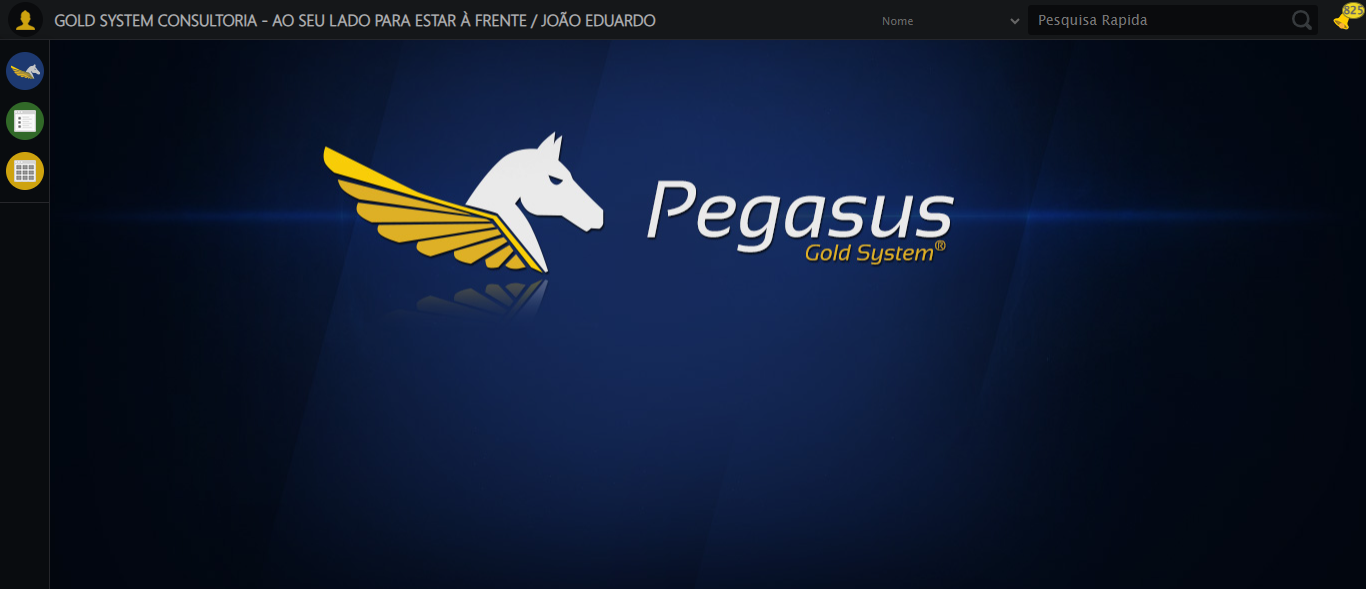 GOLD SYSTEM CONSULTORIA - AO SEU LADO PARA ESTAR À FRENTE / JOÃO EDUARDO
Nome
Pesquisa Rapida
825
Pegasus
Gold System®